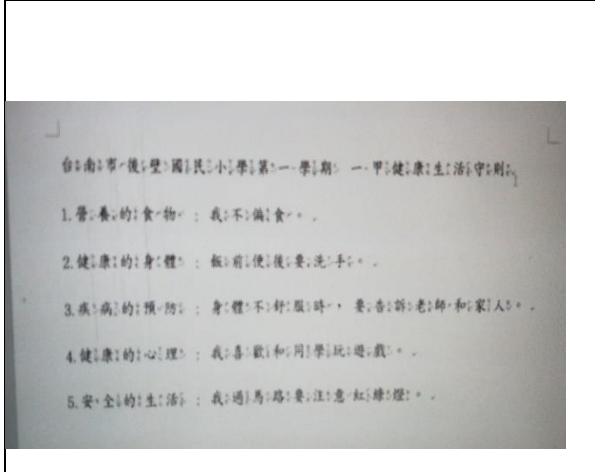 台南市後壁國民小學第一學期 一甲健康生活守則
1.營養的食物：我不偏食。
2.健康的身體：飯前便後要洗手。
3.疾病的預防：身體不舒服時，要告訴老師和家人。
4.健康的心理：我喜歡和同學玩遊戲。
5.安全的生活：我過馬路要注意紅綠燈。